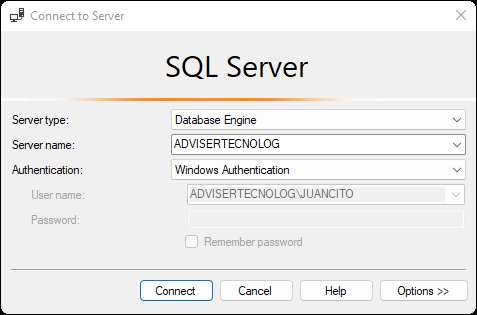 Connect to Server
SQL Server
Server type: Database Engine
Server name: ADVISERTECNOLOG
Authentication: Windows Authentication
User name: ADVISERTECNOLOG\JUANCITO
Password:
Remember password
Connect Cancel Help Options >>